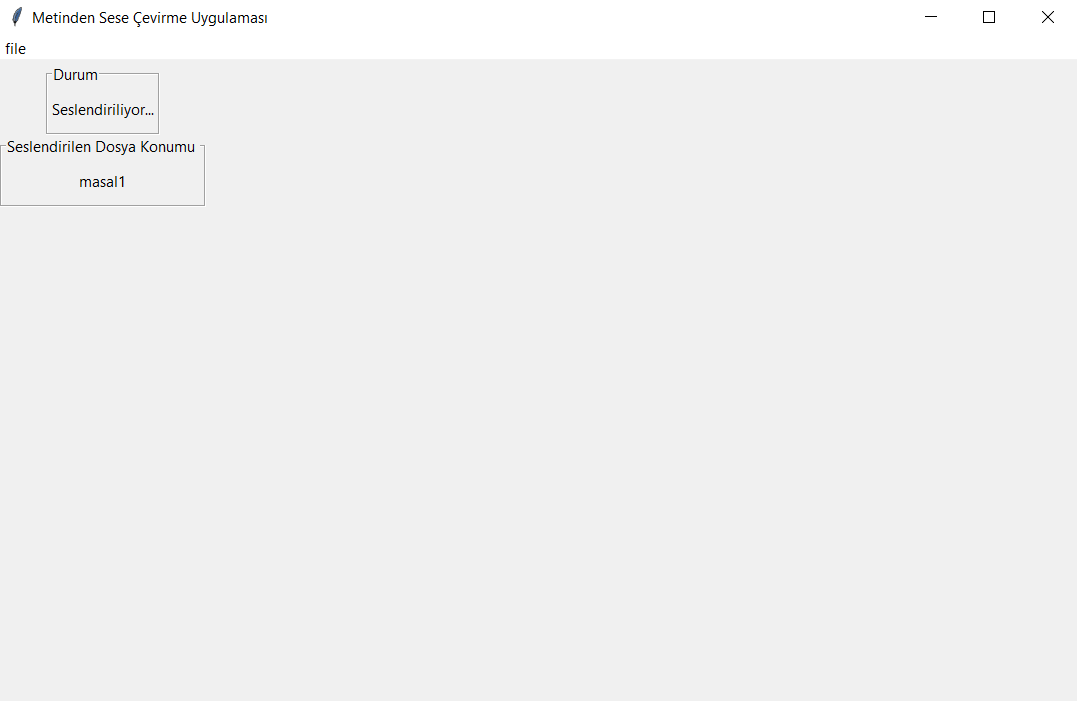 Metinden Sese Çevirme Uygulaması
file
Durum
Seslendiriliyor...
Seslendirilen Dosya Konumu
masal1